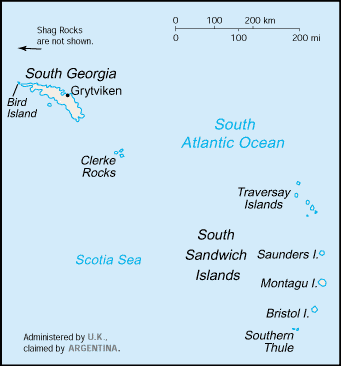 Shag Rocks
are not shown.
0 100 200 km
0 100 200 mi
South Georgia
Grytviken
Bird
Island
Clerke
Rocks
South
Atlantic Ocean
Traversay
Islands
Scotia Sea
South
Sandwich
Islands
Saunders I.
Montagu I.
Bristol I.
Southern
Thule
Administered by U.K.,
claimed by ARGENTINA.